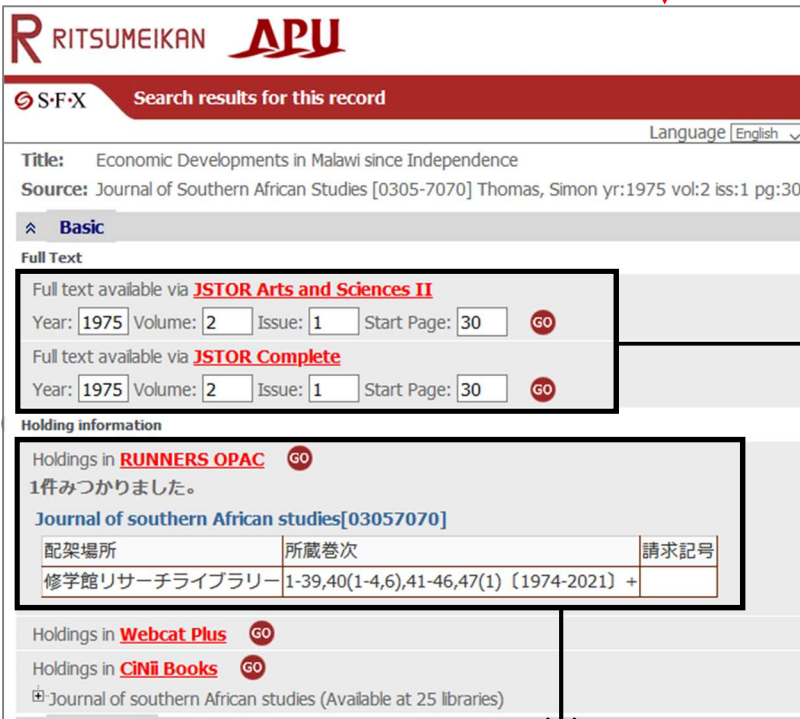 RITSUMEIKAN APU
S·F·X Search results for this record
Language English
Title: Economic Developments in Malawi since Independence
Source: Journal of Southern African Studies [0305-7070] Thomas, Simon yr:1975 vol:2 iss:1 pg:30
Basic
Full Text
Full text available via JSTOR Arts and Sciences II
Year: 1975 Volume: 2 Issue: 1 Start Page: 30 GO
Full text available via JSTOR Complete
Year: 1975 Volume: 2 Issue: 1 Start Page: 30 GO
Holding information
Holdings in RUNNERS OPAC GO
1件みつかりました。
Journal of southern African studies[03057070]
配架場所 所蔵巻次 請求記号
修学館リサーチライブラリー 1-39,40(1-4,6),41-46,47(1)〔1974-2021〕+
Holdings in Webcat Plus GO
Holdings in CiNii Books GO
Journal of southern African studies (Available at 25 libraries)